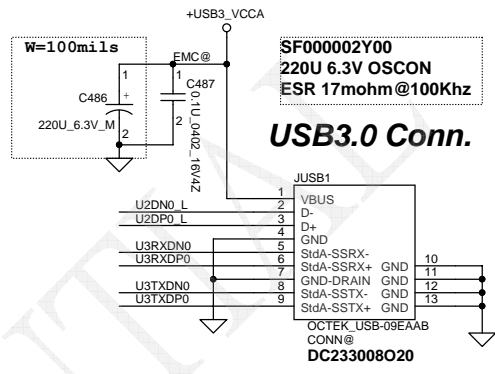 +USB3_VCCA
W=100mils
EMC@
SF000002Y00
220U 6.3V OSCON
ESR 17mohm@100Khz
1
C486
+
220U_6.3V_M
2
1
C487
0.1U_0402_16V4Z
2
USB3.0 Conn.
JUSB1
1 VBUS
U2DN0_L 2 D-
U2DP0_L 3 D+
4 GND
U3RXDN0 5 StdA-SSRX-
U3RXDP0 6 StdA-SSRX+ GND 10
7 GND-DRAIN GND 11
U3TXDN0 8 StdA-SSTX- GND 12
U3TXDP0 9 StdA-SSTX+ GND 13
OCTEK_USB-09EAAB
CONN@
DC233008O20